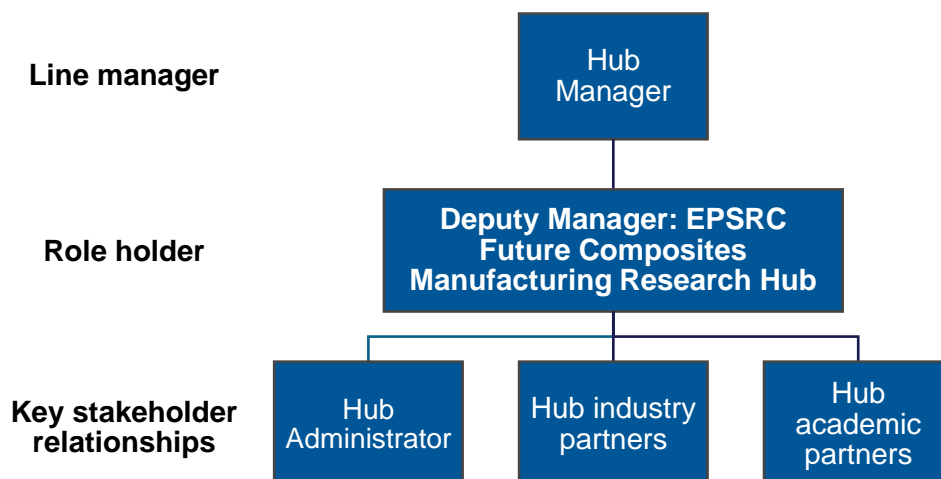 Line manager
Hub
Manager
Role holder
Deputy Manager: EPSRC
Future Composites
Manufacturing Research Hub
Key stakeholder
relationships
Hub
Administrator
Hub industry
partners
Hub
academic
partners